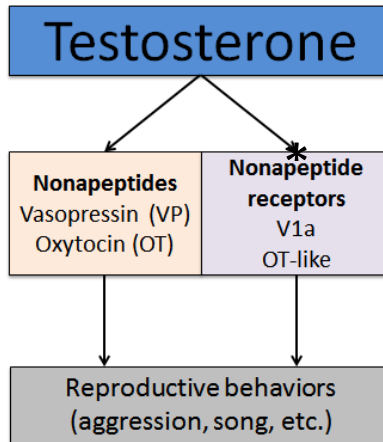 Testosterone
*
Nonapeptides
Vasopressin (VP)
Oxytocin (OT)
Nonapeptide
receptors
V1a
OT-like
Reproductive behaviors
(aggression, song, etc.)